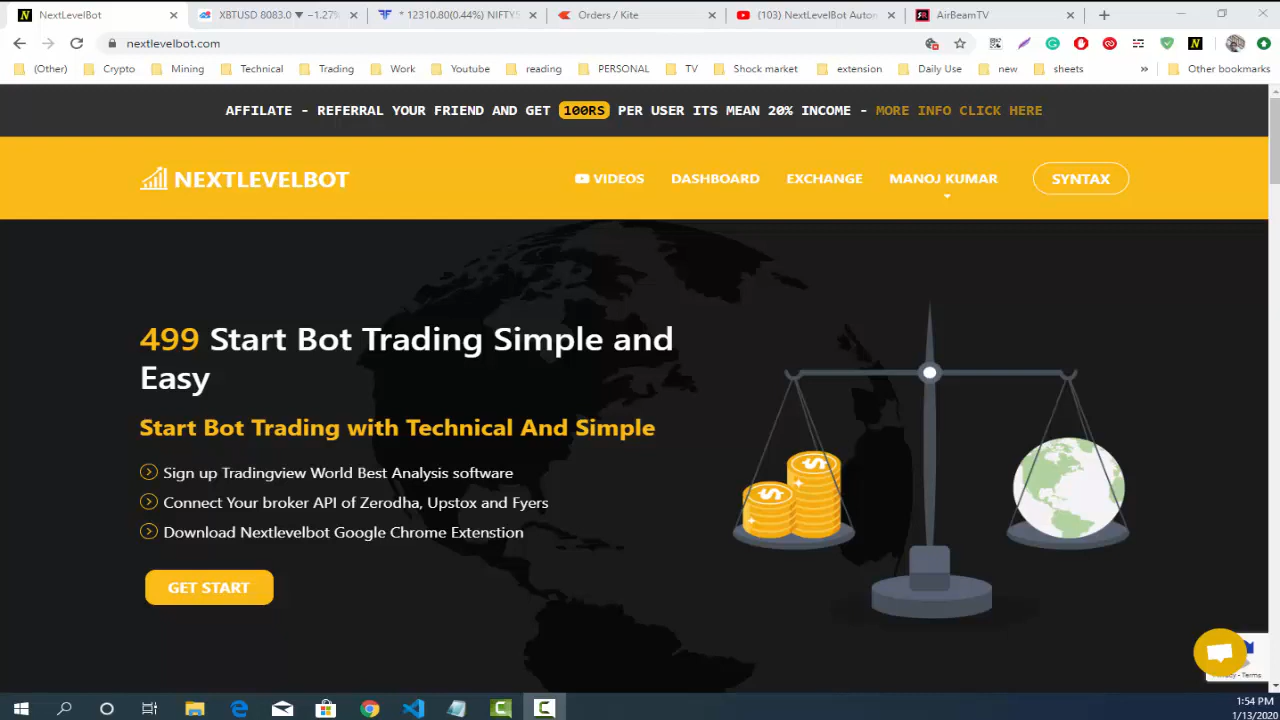 NextLevelBot
XBTUSD 8083.0 ▼ −1.27%
* 12310.80(0.44%) NIFTY5
Orders / Kite
(103) NextLevelBot Autom
AirBeamTV
nextlevelbot.com
(Other)
Crypto
Mining
Technical
Trading
Work
Youtube
reading
PERSONAL
TV
Shock market
extension
Daily Use
new
sheets
»
Other bookmarks
AFFILATE - REFERRAL YOUR FRIEND AND GET 100RS PER USER ITS MEAN 20% INCOME - MORE INFO CLICK HERE
NEXTLEVELBOT
VIDEOS
DASHBOARD
EXCHANGE
MANOJ KUMAR
SYNTAX
499 Start Bot Trading Simple and
Easy
Start Bot Trading with Technical And Simple
Sign up Tradingview World Best Analysis software
Connect Your broker API of Zerodha, Upstox and Fyers
Download Nextlevelbot Google Chrome Extenstion
GET START
Terms
1:54 PM
1/13/2020